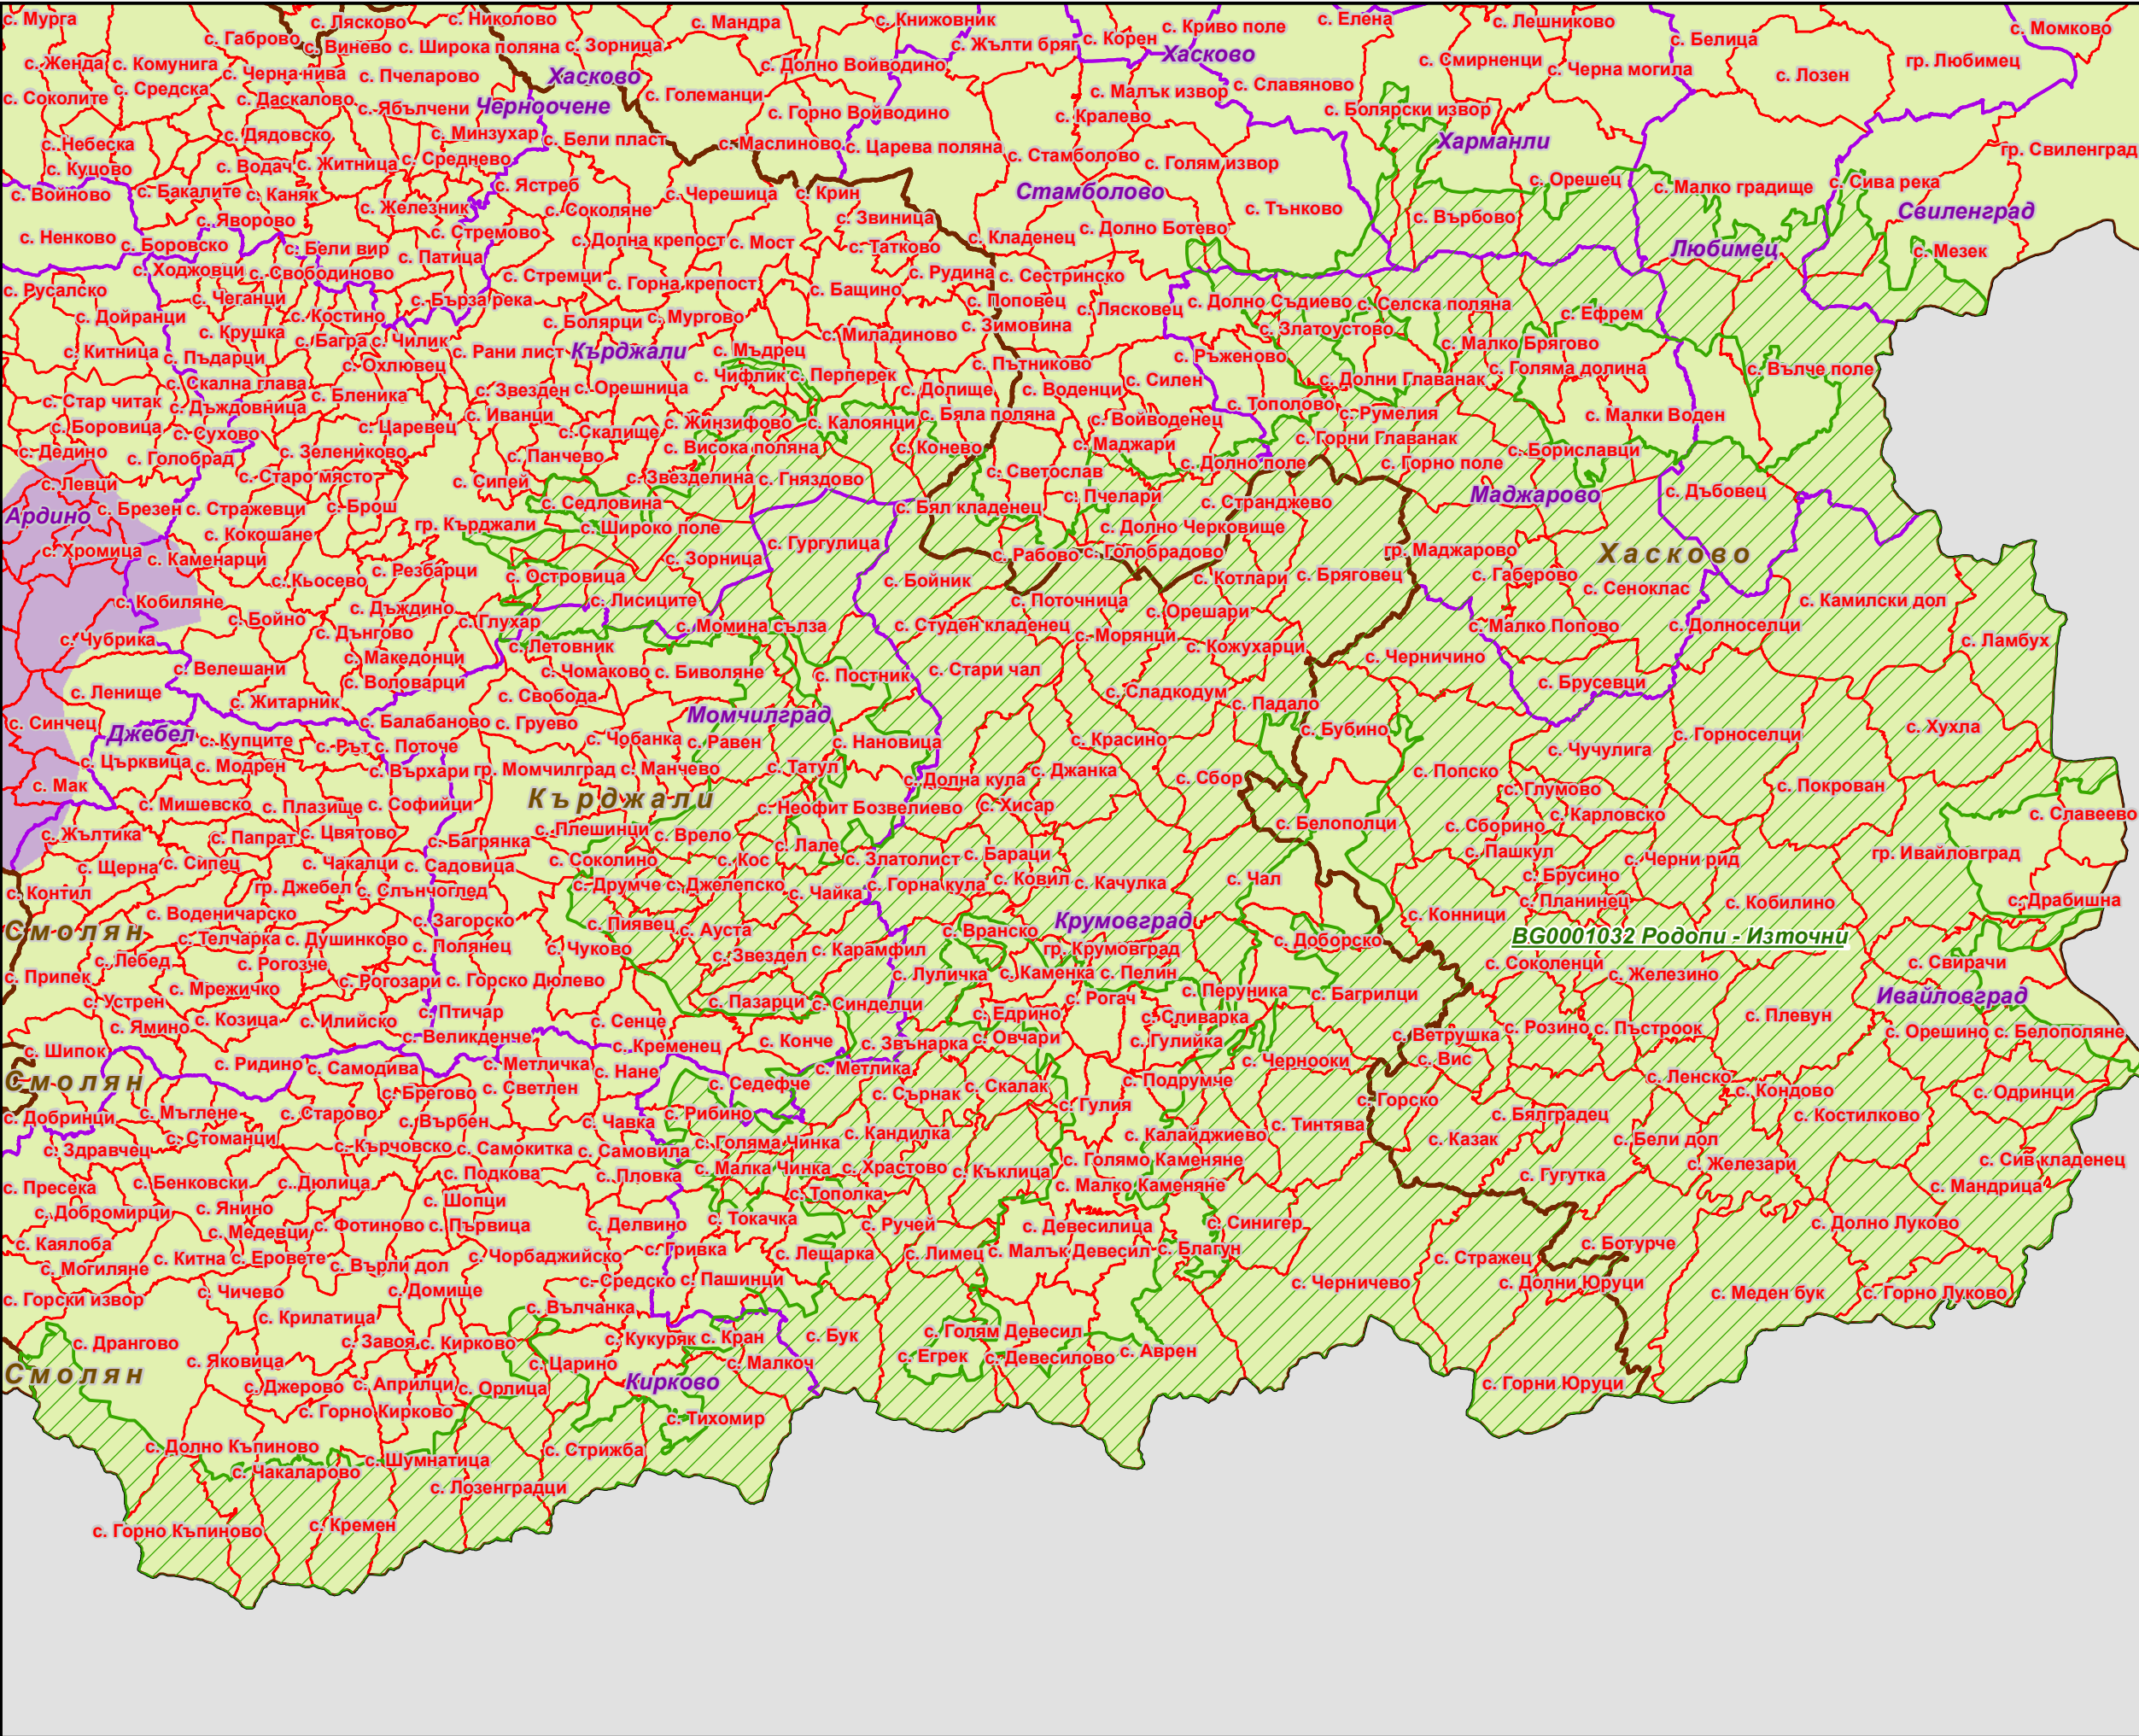 с. Мурга
с. Лясково
с. Николово
с. Мандра
с. Книжовник
с. Криво поле
с. Елена
с. Лешниково
с. Момково
с. Габрово
с. Винево
с. Широка поляна
с. Зорница
с. Жълти бряг
с. Корен
Хасково
с. Белица
с. Женда
с. Комунига
с. Черна нива
с. Пчеларово
Хасково
с. Долно Войводино
с. Смирненци
с. Черна могила
с. Лозен
гр. Любимец
с. Соколите
с. Средска
с. Даскалово
с. Ябълчени
Черноочене
с. Големанци
с. Горно Войводино
с. Малък извор
с. Славяново
с. Болярски извор
с. Кралево
с. Небеска
с. Дядовско
с. Минзухар
с. Бели пласт
с. Маслиново
с. Царева поляна
с. Стамболово
с. Голям извор
Харманли
гр. Свиленград
с. Куцово
с. Водач
с. Житница
с. Среднево
с. Войново
с. Бакалите
с. Каняк
с. Ястреб
с. Черешица
с. Крин
Стамболово
с. Орешец
с. Малко градище
с. Сива река
с. Яворово
с. Железник
с. Соколяне
с. Звиница
с. Тънково
с. Върбово
Свиленград
с. Ненково
с. Боровско
с. Бели вир
с. Стремово
с. Долна крепост
с. Мост
с. Татково
с. Кладенец
с. Долно Ботево
Любимец
с. Мезек
с. Ходжовци
с. Свободиново
с. Патица
с. Стремци
с. Горна крепост
с. Рудина
с. Сестринско
с. Русалско
с. Чеганци
с. Бърза река
с. Бащино
с. Поповец
с. Лясковец
с. Долно Съдиево
с. Селска поляна
с. Ефрем
с. Дойранци
с. Крушка
с. Костино
с. Болярци
с. Мургово
с. Миладиново
с. Зимовина
с. Златоустово
с. Китница
с. Пъдарци
с. Багра
с. Чилик
с. Рани лист
Кърджали
с. Мъдрец
с. Пътниково
с. Ръженово
с. Малко Брягово
с. Охлювец
с. Чифлик
с. Перперек
с. Голяма долина
с. Вълче поле
с. Скална глава
с. Бленика
с. Звезден
с. Орешница
с. Долище
с. Воденци
с. Силен
с. Долни Главанак
с. Стар читак
с. Дъждовница
с. Иванци
с. Жинзифово
с. Калоянци
с. Бяла поляна
с. Войводенец
с. Тополово
с. Румелия
с. Малки Воден
с. Боровица
с. Сухово
с. Царевец
с. Скалище
с. Висока поляна
с. Конево
с. Маджари
с. Горни Главанак
с. Бориславци
с. Дедино
с. Голобрад
с. Зелениково
с. Панчево
с. Светослав
с. Долно поле
с. Горно поле
с. Левци
с. Старо място
с. Сипей
с. Звезделина
с. Гняздово
с. Пчелари
с. Странджево
Маджарово
с. Дъбовец
Ардино
с. Брезен
с. Стражевци
с. Брош
с. Седловина
с. Бял кладенец
с. Кокошане
гр. Кърджали
с. Широко поле
с. Долно Черковище
с. Хромица
с. Каменарци
с. Зорница
с. Гургулица
с. Рабово
с. Голобрадово
гр. Маджарово
Хасково
с. Кьосево
с. Резбарци
с. Островица
с. Бойник
с. Котлари
с. Бряговец
с. Габерово
с. Сеноклас
с. Кобиляне
с. Бойно
с. Дъждино
с. Глухар
с. Лисиците
с. Поточница
с. Орешари
с. Камилски дол
с. Чубрика
с. Дънгово
с. Летовник
с. Момина сълза
с. Студен кладенец
с. Морянци
с. Кожухарци
с. Малко Попово
с. Долноселци
с. Ламбух
с. Велешани
с. Македонци
с. Чомаково
с. Биволяне
с. Постник
с. Стари чал
с. Черничино
с. Ленище
с. Житарник
с. Воловарци
с. Свобода
с. Сладкодум
с. Падало
с. Брусевци
с. Синчец
Джебел
с. Купците
с. Балабаново
с. Груево
Момчилград
с. Бубино
с. Хухла
с. Рът
с. Поточе
с. Чобанка
с. Равен
с. Нановица
с. Красино
с. Чучулига
с. Горноселци
с. Църквица
с. Модрен
с. Върхари
гр. Момчилград
с. Манчево
с. Татул
с. Долна кула
с. Джанка
с. Сбор
с. Попско
с. Покрован
с. Мак
с. Мишевско
с. Плазище
с. Софийци
Кърджали
с. Неофит Бозвелиево
с. Хисар
с. Глумово
с. Славеево
с. Жълтика
с. Папрат
с. Цвятово
с. Багрянка
с. Плешинци
с. Врело
с. Лале
с. Белополци
с. Сборино
с. Карловско
с. Щерна
с. Сипец
с. Чакалци
с. Садовица
с. Соколино
с. Кос
с. Златолист
с. Бараци
с. Пашкул
с. Черни рид
гр. Ивайловград
с. Контил
гр. Джебел
с. Слънчоглед
с. Друмче
с. Джелепско
с. Чайка
с. Горна кула
с. Ковил
с. Качулка
с. Чал
с. Брусино
с. Планинец
с. Кобилино
с. Драбишна
Смолян
с. Воденичарско
с. Загорско
с. Пиявец
с. Ауста
с. Вранско
Крумовград
с. Конници
BG0001032 Родопи - Източни
с. Телчарка
с. Душинково
с. Полянец
с. Чуково
с. Карамфил
гр. Крумовград
с. Доборско
с. Лебед
с. Рогозче
с. Звездел
с. Соколенци
с. Железино
с. Свирачи
с. Припек
с. Мрежичко
с. Рогозари
с. Горско Дюлево
с. Луличка
с. Каменка
с. Пелин
с. Устрен
с. Пазарци
с. Синделци
с. Рогач
с. Перуника
с. Багрилци
Ивайловград
с. Ямино
с. Козица
с. Илийско
с. Птичар
с. Сенце
с. Едрино
с. Сливарка
с. Плевун
с. Шипок
с. Великденче
с. Кременец
с. Конче
с. Звънарка
с. Овчари
с. Гулийка
с. Ветрушка
с. Розино
с. Пъстроок
с. Орешино
с. Белополяне
Смолян
с. Ридино
с. Самодива
с. Метличка
с. Нане
с. Метлика
с. Чернооки
с. Вис
с. Брегово
с. Светлен
с. Седефче
с. Сърнак
с. Скалак
с. Подрумче
с. Ленско
с. Кондово
с. Одринци
с. Добринци
с. Мъглене
с. Старово
с. Върбен
с. Чавка
с. Рибино
с. Гулия
с. Горско
с. Бялградец
с. Костилково
с. Здравчец
с. Стоманци
с. Кърчовско
с. Самокитка
с. Самовила
с. Голяма Чинка
с. Кандилка
с. Калайджиево
с. Тинтява
с. Казак
с. Бели дол
с. Пресека
с. Бенковски
с. Дюлица
с. Подкова
с. Пловка
с. Малка Чинка
с. Храстово
с. Къклица
с. Голямо Каменяне
с. Гугутка
с. Железари
с. Сив кладенец
с. Добромирци
с. Янино
с. Шопци
с. Тополка
с. Малко Каменяне
с. Мандрица
с. Каялоба
с. Медевци
с. Фотиново
с. Първица
с. Делвино
с. Токачка
с. Ручей
с. Девесилица
с. Синигер
с. Долно Луково
с. Могиляне
с. Китна
с. Еровете
с. Върли дол
с. Чорбаджийско
с. Гривка
с. Лещарка
с. Лимец
с. Малък Девесил
с. Благун
с. Стражец
с. Ботурче
с. Горски извор
с. Чичево
с. Домище
с. Средско
с. Пашинци
с. Черничево
с. Долни Юруци
с. Меден бук
с. Горно Луково
с. Крилатица
с. Вълчанка
с. Дрангово
с. Завоя
с. Кирково
с. Кукуряк
с. Кран
с. Бук
с. Голям Девесил
Смолян
с. Яковица
с. Царино
с. Малкоч
с. Егрек
с. Девесилово
с. Аврен
с. Джерово
с. Априлци
с. Орлица
Кирково
с. Горни Юруци
с. Горно Кирково
с. Тихомир
с. Долно Къпиново
с. Шумнатица
с. Стрижба
с. Чакаларово
с. Лозенградци
с. Горно Къпиново
с. Кремен